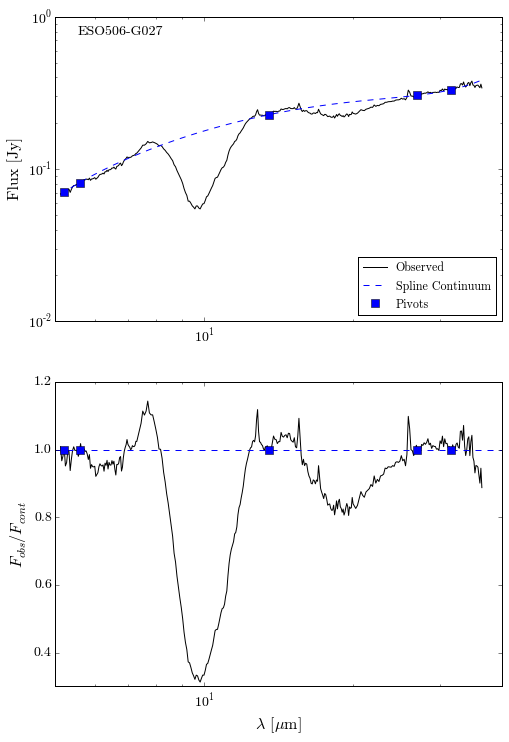 ESO506-G027
10^0
10^-1
10^-2
Flux [Jy]
Observed
Spline Continuum
Pivots
10^1
1.2
1.0
0.8
0.6
0.4
F_obs/F_cont
10^1
λ [μm]